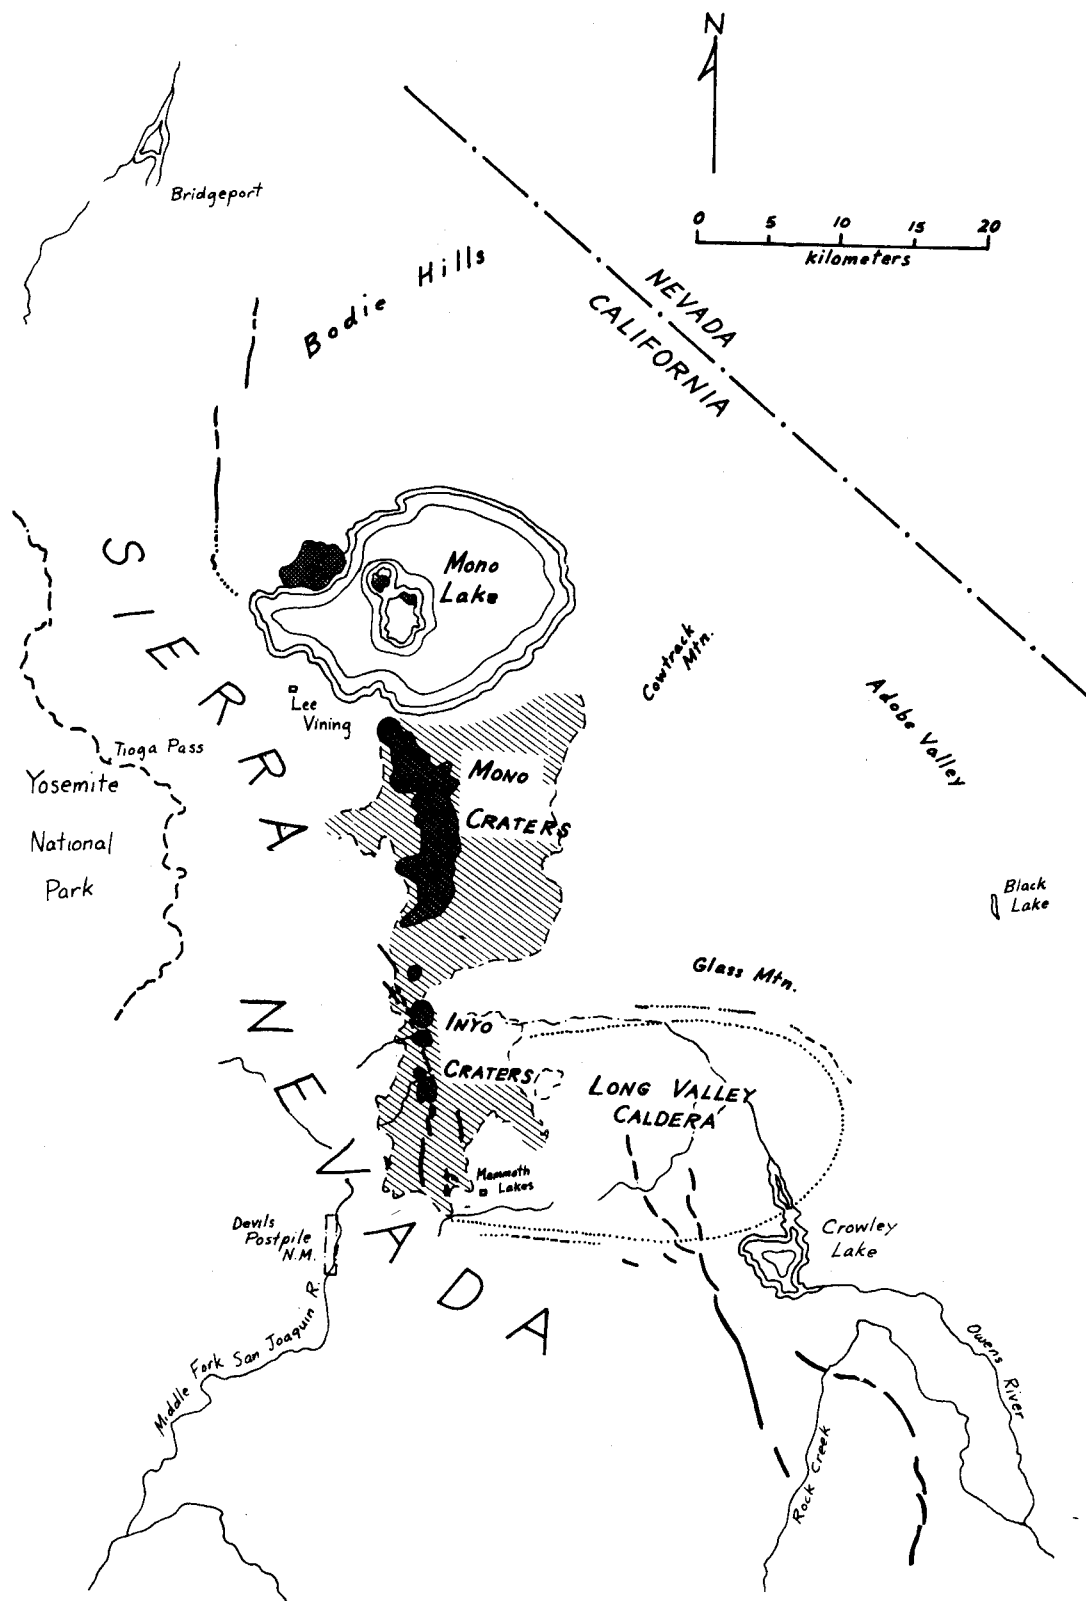 N
0 5 10 15 20
kilometers
Bridgeport
Bodie Hills
NEVADA
CALIFORNIA
Mono
Lake
SIERRA
NEVADA
Lee
Vining
Cowtrack
Mtn.
Adobe Valley
Tioga Pass
Yosemite
National
Park
MONO
CRATERS
Black
Lake
Glass Mtn.
INYO
CRATERS
LONG VALLEY
CALDERA
Mammoth
Lakes
Devils
Postpile
N.M.
Crowley
Lake
Middle Fork San Joaquin R.
Owens River
Rock Creek